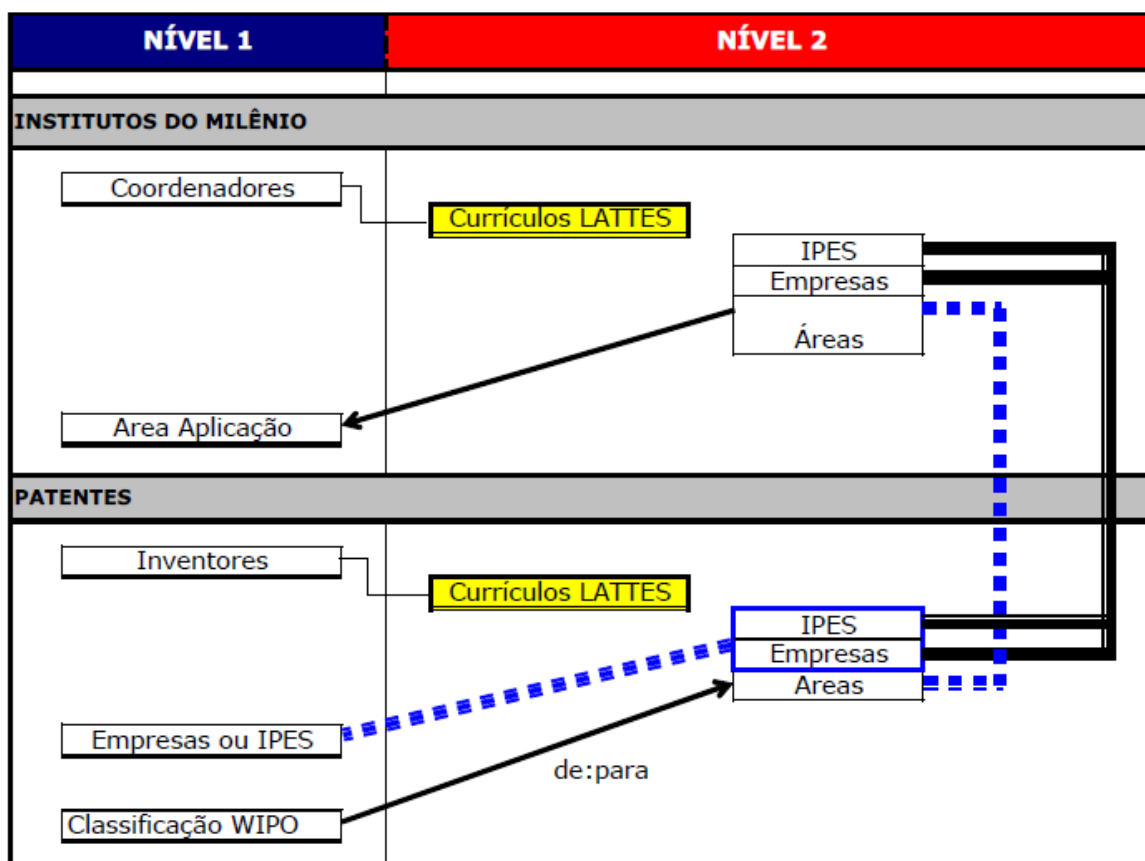 NÍVEL 1
NÍVEL 2
INSTITUTOS DO MILÊNIO
Coordenadores
Currículos LATTES
IPES
Empresas
Áreas
Area Aplicação
PATENTES
Inventores
Currículos LATTES
IPES
Empresas
Areas
Empresas ou IPES
de:para
Classificação WIPO